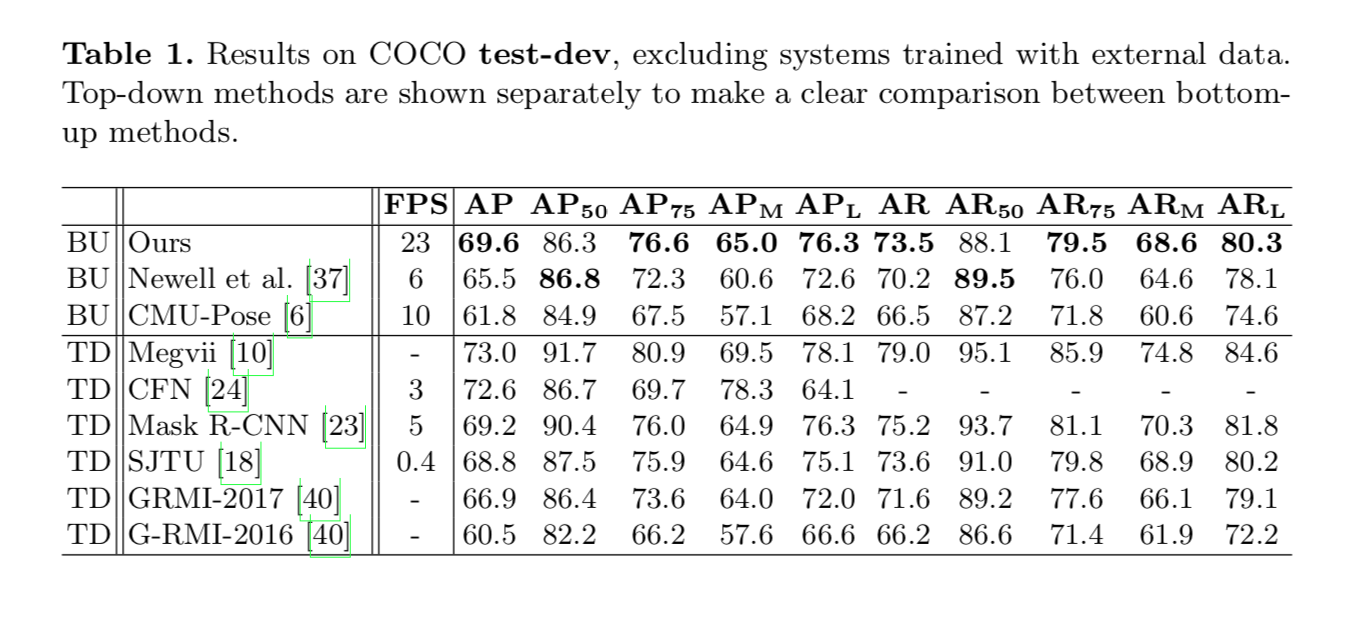 Table 1. Results on COCO test-dev, excluding systems trained with external data.
Top-down methods are shown separately to make a clear comparison between bottom-
up methods.
FPS AP AP50 AP75 APM APL AR AR50 AR75 ARM ARL
BU Ours 23 69.6 86.3 76.6 65.0 76.3 73.5 88.1 79.5 68.6 80.3
BU Newell et al. [37] 6 65.5 86.8 72.3 60.6 72.6 70.2 89.5 76.0 64.6 78.1
BU CMU-Pose [6] 10 61.8 84.9 67.5 57.1 68.2 66.5 87.2 71.8 60.6 74.6
TD Megvii [10] - 73.0 91.7 80.9 69.5 78.1 79.0 95.1 85.9 74.8 84.6
TD CFN [24] 3 72.6 86.7 69.7 78.3 64.1 - - - - -
TD Mask R-CNN [23] 5 69.2 90.4 76.0 64.9 76.3 75.2 93.7 81.1 70.3 81.8
TD SJTU [18] 0.4 68.8 87.5 75.9 64.6 75.1 73.6 91.0 79.8 68.9 80.2
TD GRMI-2017 [40] - 66.9 86.4 73.6 64.0 72.0 71.6 89.2 77.6 66.1 79.1
TD G-RMI-2016 [40] - 60.5 82.2 66.2 57.6 66.6 66.2 86.6 71.4 61.9 72.2